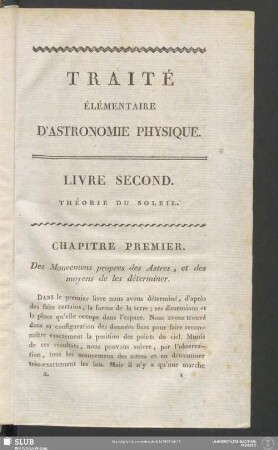 TRAITÉ
ÉLÉMENTAIRE
D'ASTRONOMIE PHYSIQUE.
LIVRE SECOND.
THÉORIE DU SOLEIL.
CHAPITRE PREMIER.
Des Mouvemens propres des Astres, et des
moyens de les déterminer.
DANS le premier livre nous avons déterminé, d'après
des faits certains, la forme de la terre; ses dimensions et
la place qu'elle occupe dans l'espace. Nous avons trouvé
dans sa configuration des données fixes pour faire recon-
naître exactement la position des points du ciel. Munis
de ces résultats, nous pouvons suivre, par l'observa-
tion, tous les mouvemens des astres et en déterminer
très-exactement les lois. Mais il n'y a qu'une marche
2.
SLUB